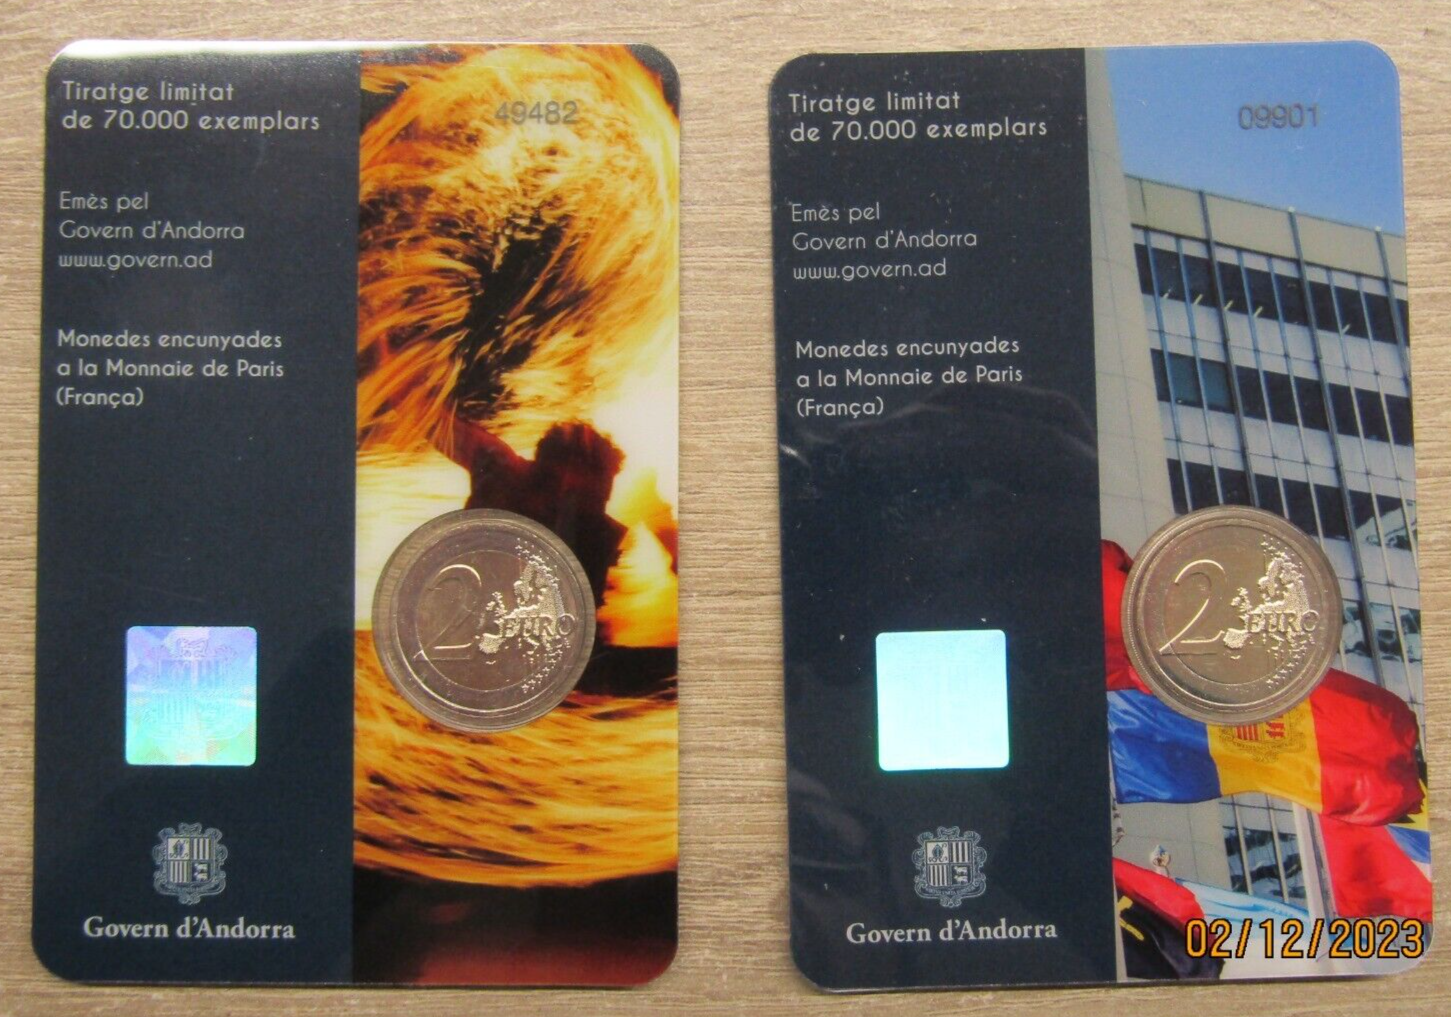 Tiratge limitat
de 70.000 exemplars
49482
Emès pel
Govern d'Andorra
www.govern.ad
Monedes encunyades
a la Monnaie de Paris
(França)
2 EURO
Govern d'Andorra
Tiratge limitat
de 70.000 exemplars
09901
Emès pel
Govern d'Andorra
www.govern.ad
Monedes encunyades
a la Monnaie de Paris
(França)
2 EURO
Govern d'Andorra
02/12/2023